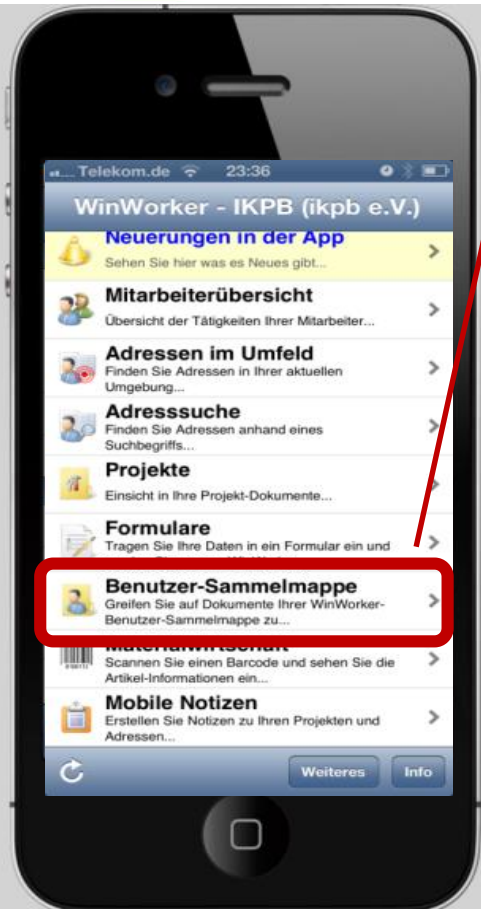 Telekom.de 23:36
WinWorker - IKPB (ikpb e.V.)
Neuerungen in der App
Sehen Sie hier was es Neues gibt...
Mitarbeiterübersicht
Übersicht der Tätigkeiten Ihrer Mitarbeiter...
Adressen im Umfeld
Finden Sie Adressen in Ihrer aktuellen
Umgebung...
Adresssuche
Finden Sie Adressen anhand eines
Suchbegriffs...
Projekte
Einsicht in Ihre Projekt-Dokumente...
Formulare
Tragen Sie Ihre Daten in ein Formular ein und
Benutzer-Sammelmappe
Greifen Sie auf Dokumente Ihrer WinWorker-
Benutzer-Sammelmappe zu...
Materialwirtschaft
Scannen Sie einen Barcode und sehen Sie die
Artikel-Informationen ein...
Mobile Notizen
Erstellen Sie Notizen zu Ihren Projekten und
Adressen...
Weiteres Info